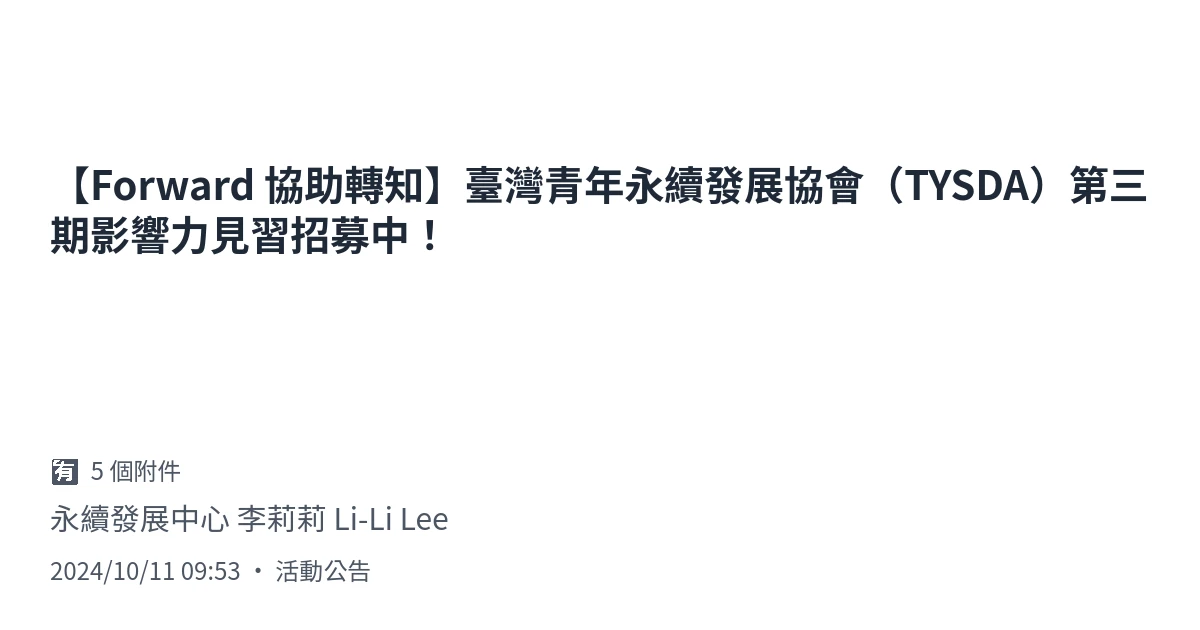 【Forward 協助轉知】臺灣青年永續發展協會（TYSDA）第三
期影響力見習招募中！
🈶 5 個附件
永續發展中心 李莉莉 Li-Li Lee
2024/10/11 09:53 • 活動公告